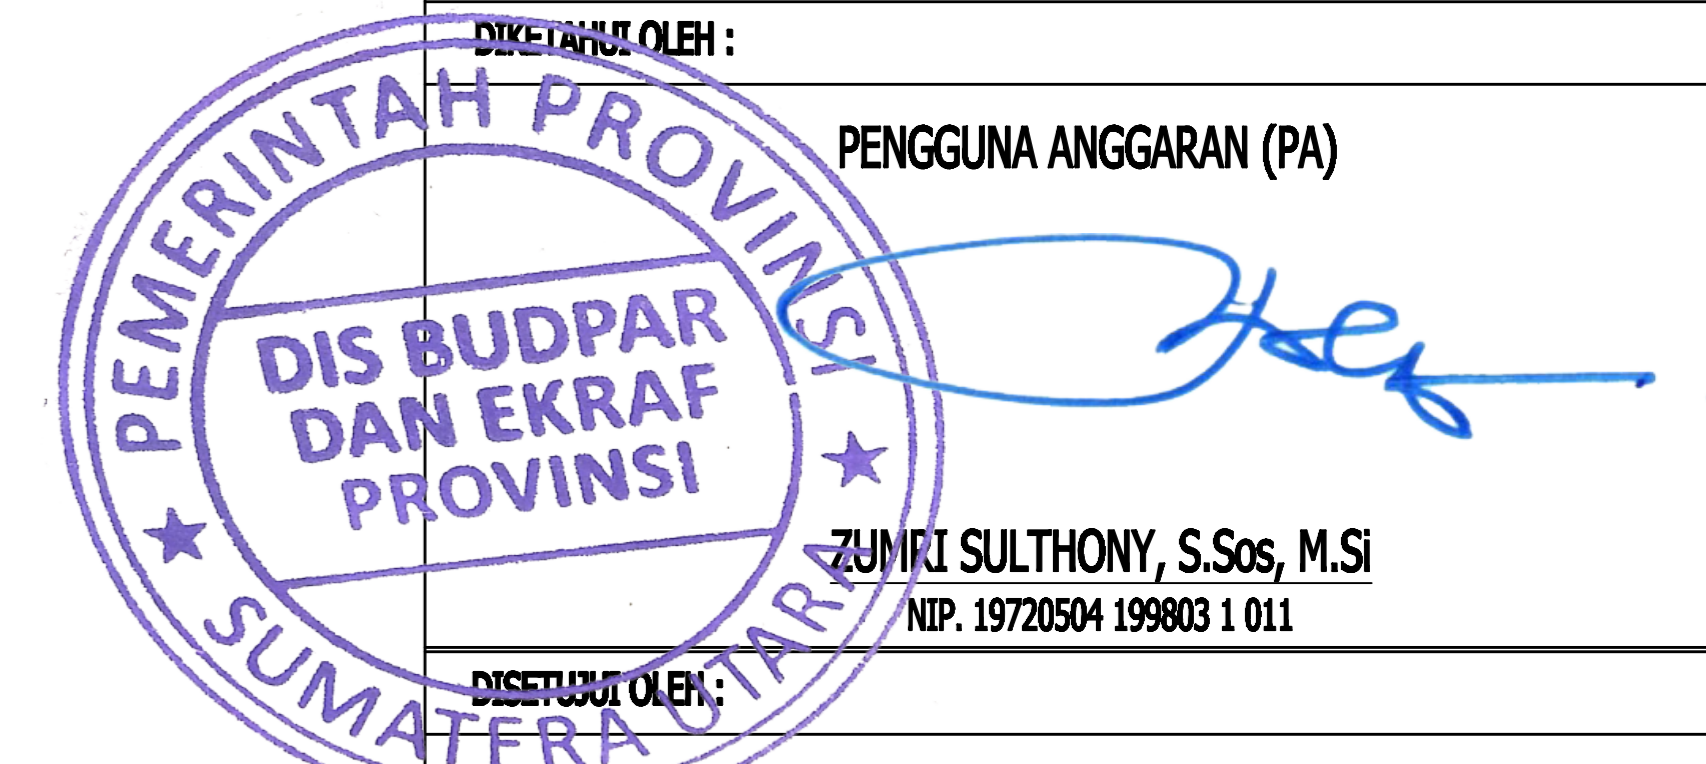 DIKETAHUI OLEH :
PENGGUNA ANGGARAN (PA)
PEMERINTAH PROVINSI
DIS BUDPAR
DAN EKRAF
PROVINSI
SUMATERA UTARA
ZUMRI SULTHONY, S.Sos, M.Si
NIP. 19720504 199803 1 011
DISETUJUI OLEH :